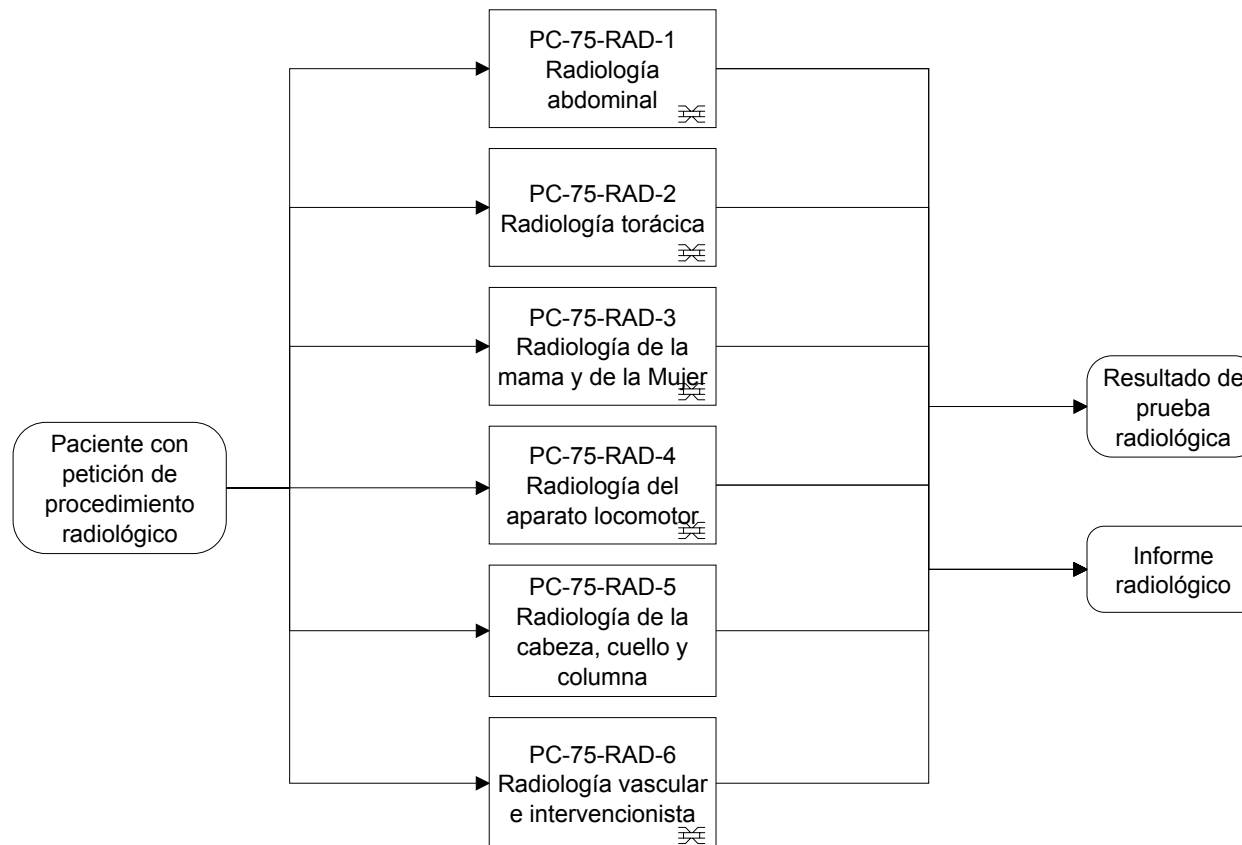 PC-75-RAD-1
Radiología
abdominal
PC-75-RAD-2
Radiología torácica
PC-75-RAD-3
Radiología de la
mama y de la Mujer
Paciente con
petición de
procedimiento
radiológico
PC-75-RAD-4
Radiología del
aparato locomotor
PC-75-RAD-5
Radiología de la
cabeza, cuello y
columna
PC-75-RAD-6
Radiología vascular
e intervencionista
Resultado de
prueba
radiológica
Informe
radiológico